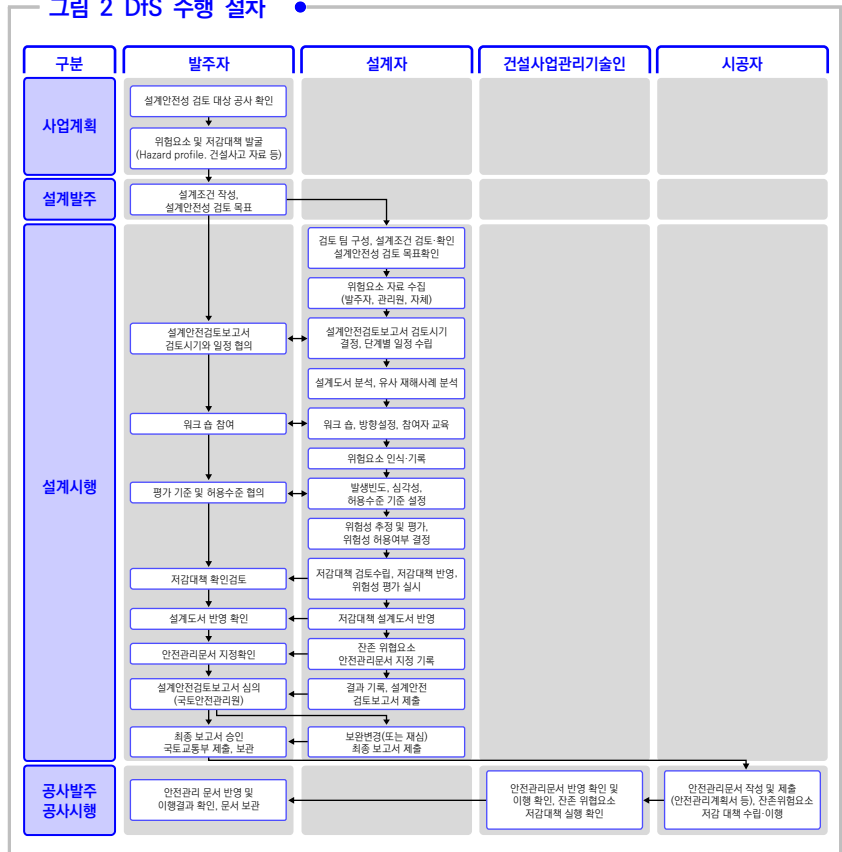 그림 2 DfS 수행 절차
구분
발주자
설계자
건설사업관리기술인
시공자
사업계획
설계안전성 검토 대상 공사 확인
위험요소 및 저감대책 발굴
(Hazard profile. 건설사고 자료 등)
설계발주
설계조건 작성,
설계안전성 검토 목표
설계시행
검토 팀 구성, 설계조건 검토·확인
설계안전성 검토 목표확인
위험요소 자료 수집
(발주자, 관리원, 자체)
설계안전검토보고서
검토시기와 일정 협의
설계안전검토보고서 검토시기
결정, 단계별 일정 수립
설계도서 분석, 유사 재해사례 분석
워크 숍 참여
워크 숍, 방향설정, 참여자 교육
위험요소 인식·기록
평가 기준 및 허용수준 협의
발생빈도, 심각성,
허용수준 기준 설정
위험성 추정 및 평가,
위험성 허용여부 결정
저감대책 확인검토
저감대책 검토수립, 저감대책 반영,
위험성 평가 실시
설계도서 반영 확인
저감대책 설계도서 반영
안전관리문서 지정확인
잔존 위협요소
안전관리문서 지정 기록
설계안전검토보고서 심의
(국토안전관리원)
결과 기록, 설계안전
검토보고서 제출
최종 보고서 승인
국토교통부 제출, 보관
보완변경(또는 재심)
최종 보고서 제출
공사발주
공사시행
안전관리 문서 반영 및
이행결과 확인, 문서 보관
안전관리문서 반영 확인 및
이행 확인, 잔존 위협요소
저감대책 실행 확인
안전관리문서 작성 및 제출
(안전관리계획서 등), 잔존위험요소
저감 대책 수립·이행